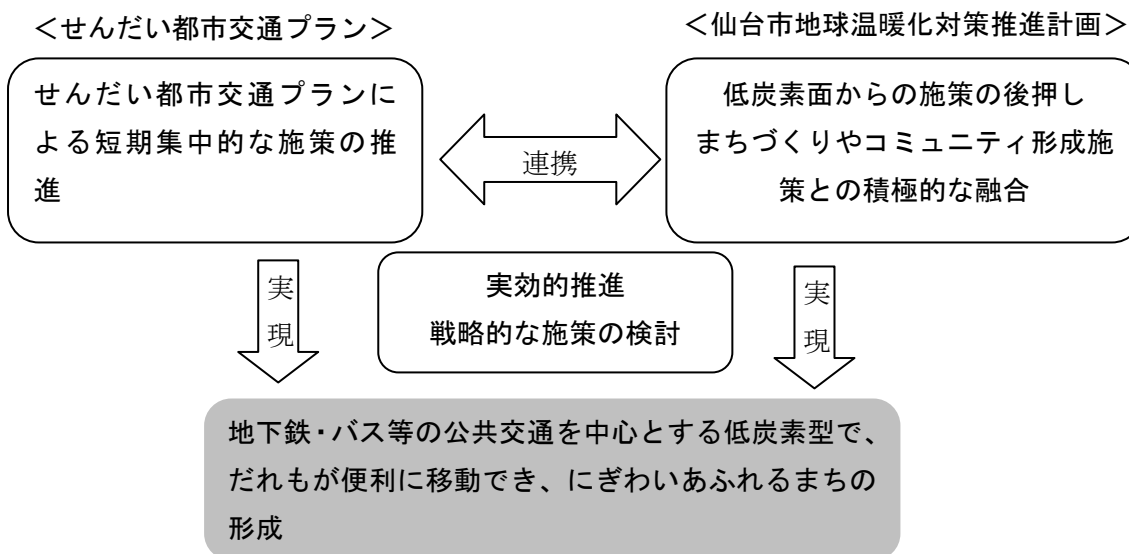 ＜せんだい都市交通プラン＞
＜仙台市地球温暖化対策推進計画＞
せんだい都市交通プランに
よる短期集中的な施策の推
進
連携
低炭素面からの施策の後押し
まちづくりやコミュニティ形成施
策との積極的な融合
実現
実効的推進
戦略的な施策の検討
実現
地下鉄・バス等の公共交通を中心とする低炭素型で、
だれもが便利に移動でき、にぎわいあふれるまちの
形成